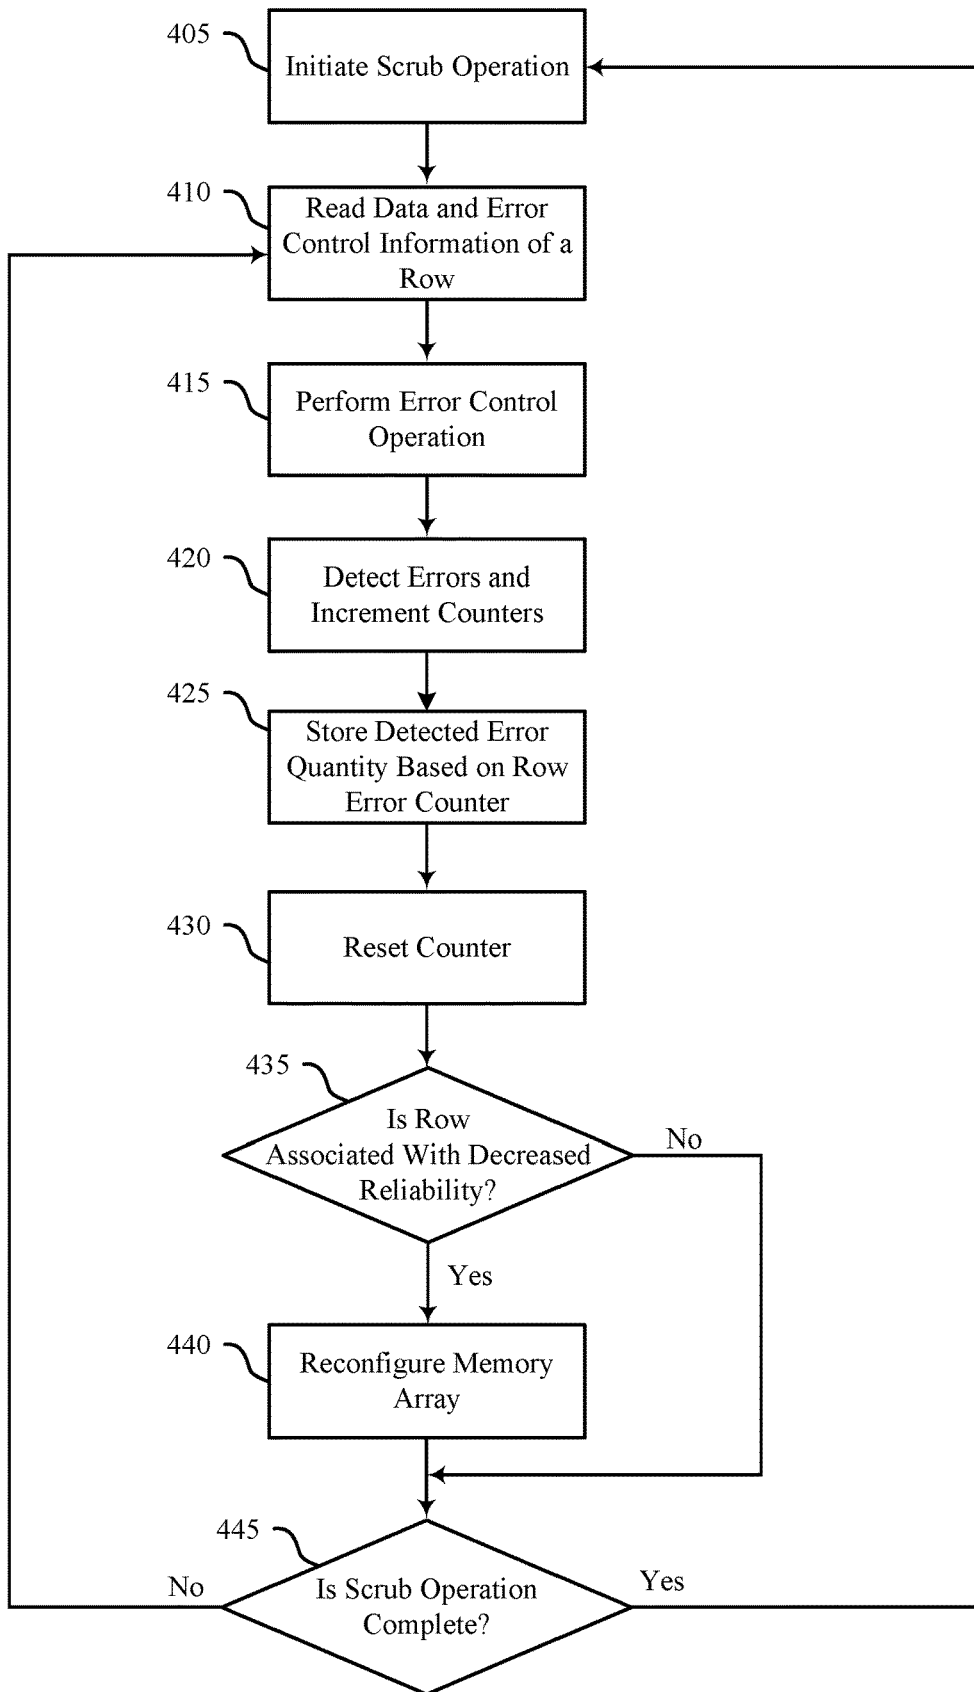 405
Initiate Scrub Operation
410
Read Data and Error
Control Information of a
Row
415
Perform Error Control
Operation
420
Detect Errors and
Increment Counters
425
Store Detected Error
Quantity Based on Row
Error Counter
430
Reset Counter
435
Is Row
Associated With Decreased
Reliability?
No
Yes
440
Reconfigure Memory
Array
445
Is Scrub Operation
Complete?
No
Yes